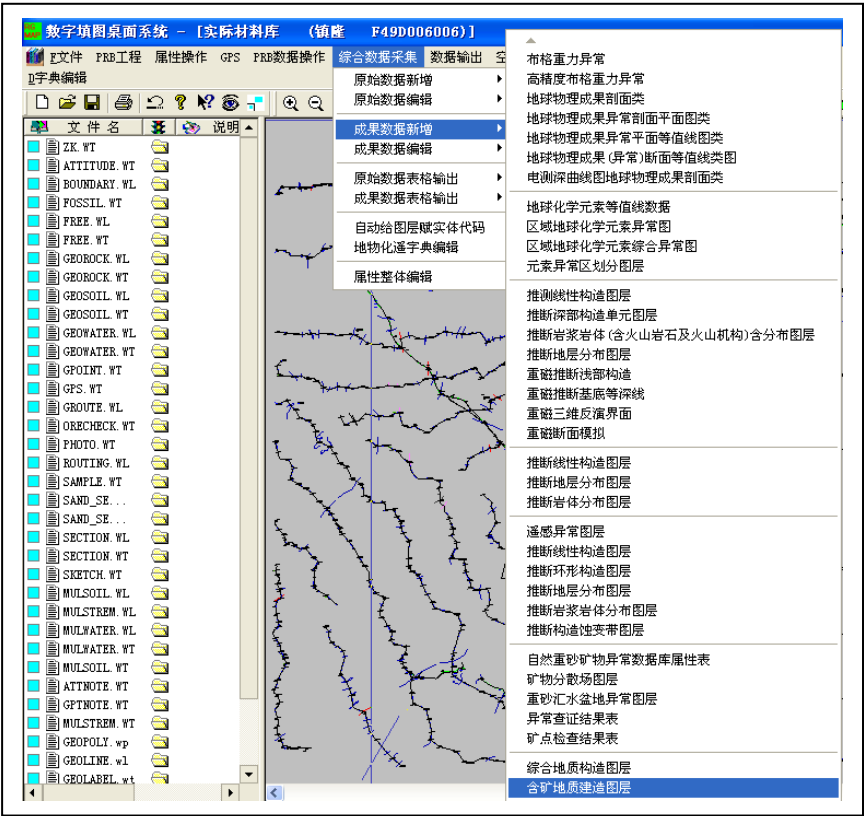 RG
MAP
数字填图桌面系统 - [实际材料库 (镇隆 F49D006006)]
F文件 PRB工程 属性操作 GPS PRB数据操作 综合数据采集 数据输出
D字典编辑
文件名 说明
ZK.WT
ATTITUDE.WT
BOUNDARY.WL
FOSSIL.WT
FREE.WL
FREE.WT
GEOROCK.WL
GEOROCK.WT
GEOSOIL.WL
GEOSOIL.WT
GEOWATER.WL
GEOWATER.WT
GPOINT.WT
GPS.WT
GROUTE.WL
ORECHECK.WT
PHOTO.WT
ROUTING.WL
SAMPLE.WT
SAND_SE...
SAND_SE...
SECTION.WL
SECTION.WT
SKETCH.WT
MULSOIL.WL
MULSTREM.WL
MULWATER.WL
MULWATER.WT
MULSOIL.WT
ATTNOTE.WT
GPTNOTE.WT
MULSTREM.WT
GEOPOLY.wp
GEOLINE.wl
GEOLABEL.wt
原始数据新增
原始数据编辑
成果数据新增
成果数据编辑
原始数据表格输出
成果数据表格输出
自动给图层赋实体代码
地物化遥字典编辑
属性整体编辑
布格重力异常
高精度布格重力异常
地球物理成果剖面类
地球物理成果异常剖面平面图类
地球物理成果异常平面等值线图类
地球物理成果(异常)断面等值线类图
电测深曲线图地球物理成果剖面类
地球化学元素等值线数据
区域地球化学元素异常图
区域地球化学元素综合异常图
元素异常区划分图层
推测线性构造图层
推断深部构造单元图层
推断岩浆岩体(含火山岩石及火山机构)含分布图层
推断地层分布图层
重磁推断浅部构造
重磁推断基底等深线
重磁三维反演界面
重磁断面模拟
推断线性构造图层
推断地层分布图层
推断岩体分布图层
遥感异常图层
推断线性构造图层
推断环形构造图层
推断地层分布图层
推断岩浆岩体分布图层
推断构造蚀变带图层
自然重砂矿物异常数据库属性表
矿物分散场图层
重砂汇水盆地异常图层
异常查证结果表
矿点检查结果表
综合地质构造图层
含矿地质建造图层